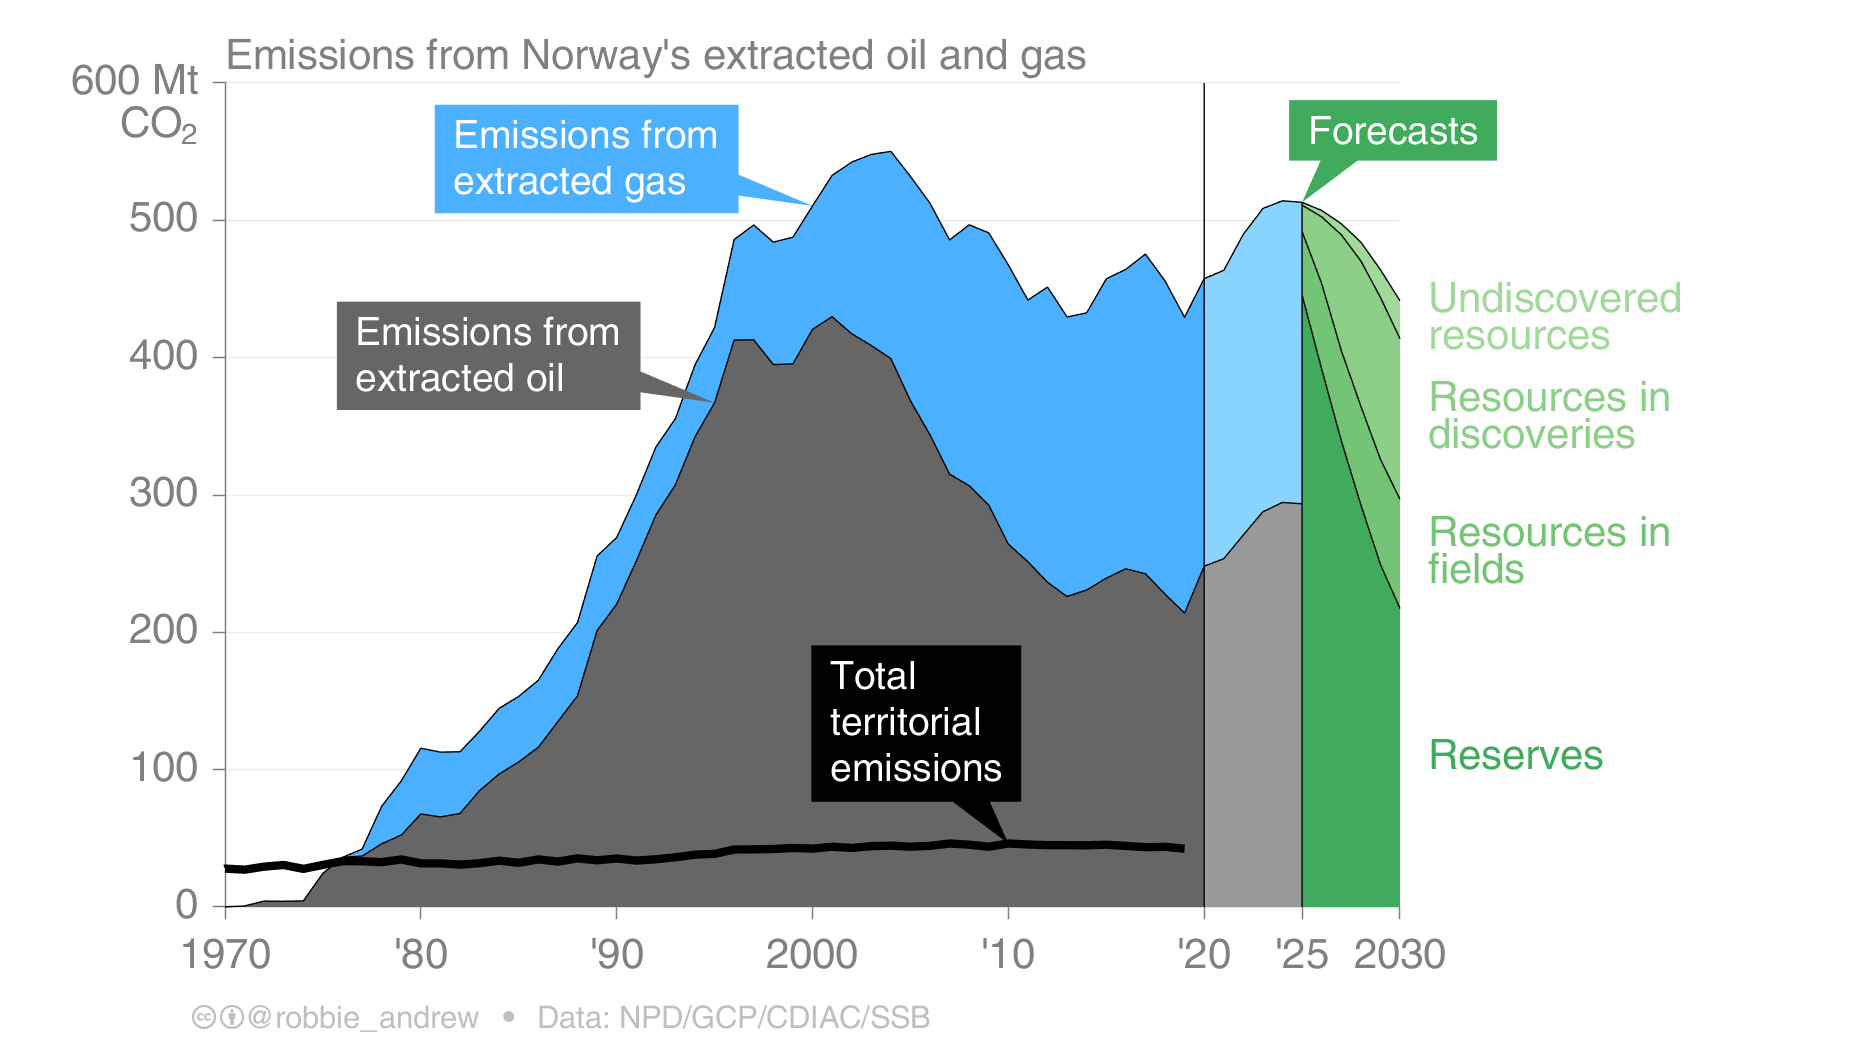 Emissions from Norway's extracted oil and gas
600 Mt
CO₂
500
400
300
200
100
0
Emissions from
extracted gas
Emissions from
extracted oil
Total
territorial
emissions
Forecasts
Undiscovered
resources
Resources in
discoveries
Resources in
fields
Reserves
1970 '80 '90 2000 '10 '20 '25 2030
@robbie_andrew • Data: NPD/GCP/CDIAC/SSB